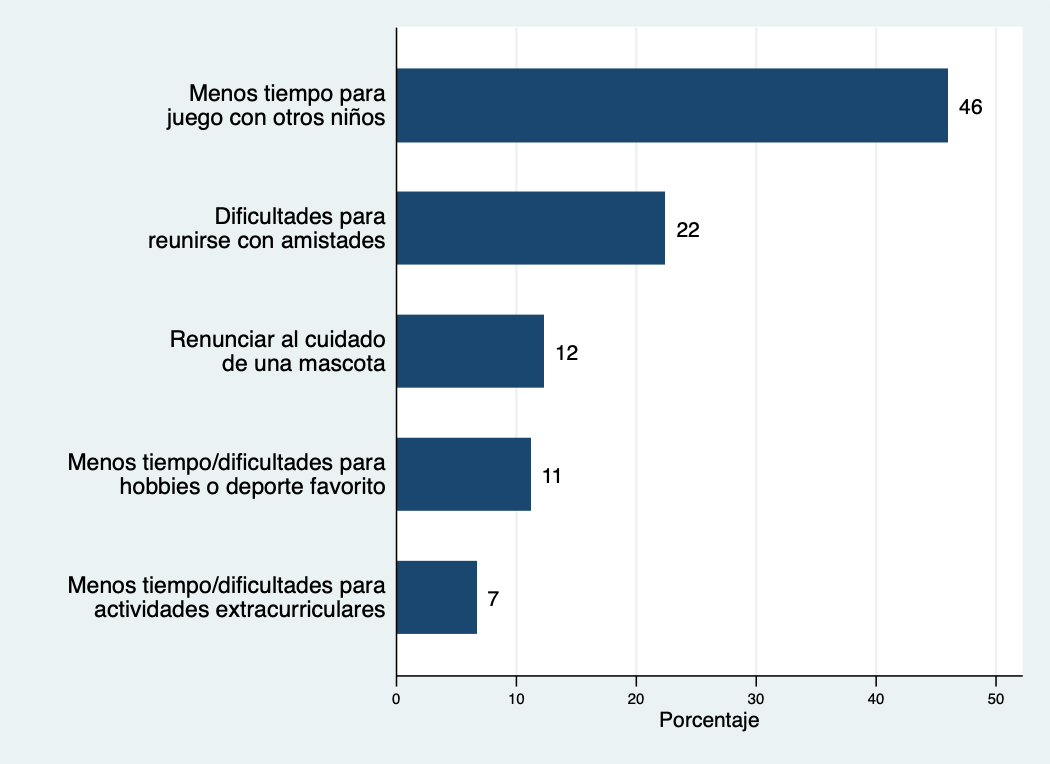 Menos tiempo para
juego con otros niños
46
Dificultades para
reunirse con amistades
22
Renunciar al cuidado
de una mascota
12
Menos tiempo/dificultades para
hobbies o deporte favorito
11
Menos tiempo/dificultades para
actividades extracurriculares
7
0 10 20 30 40 50
Porcentaje